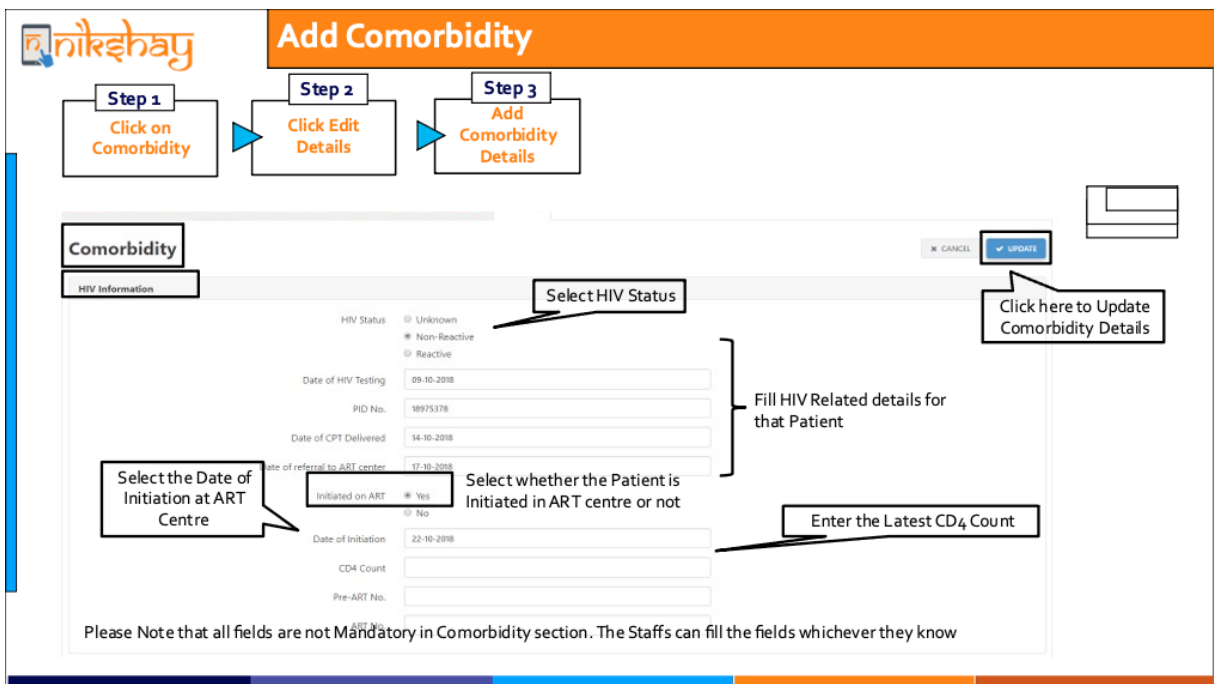 nikshay
Add Comorbidity
Step 1
Click on
Comorbidity
Step 2
Click Edit
Details
Step 3
Add
Comorbidity
Details
Comorbidity
✖ CANCEL
✔ UPDATE
HIV Information
Select HIV Status
Click here to Update
Comorbidity Details
HIV Status
Unknown
Non-Reactive
Reactive
Date of HIV Testing 09-10-2018
PID No. 18975378
Date of CPT Delivered 14-10-2018
Date of referral to ART center 17-10-2018
Fill HIV Related details for
that Patient
Select the Date of
Initiation at ART
Centre
Initiated on ART
Yes
No
Select whether the Patient is
Initiated in ART centre or not
Enter the Latest CD4 Count
Date of Initiation 22-10-2018
CD4 Count
Pre-ART No.
ART No.
Please Note that all fields are not Mandatory in Comorbidity section. The Staffs can fill the fields whichever they know